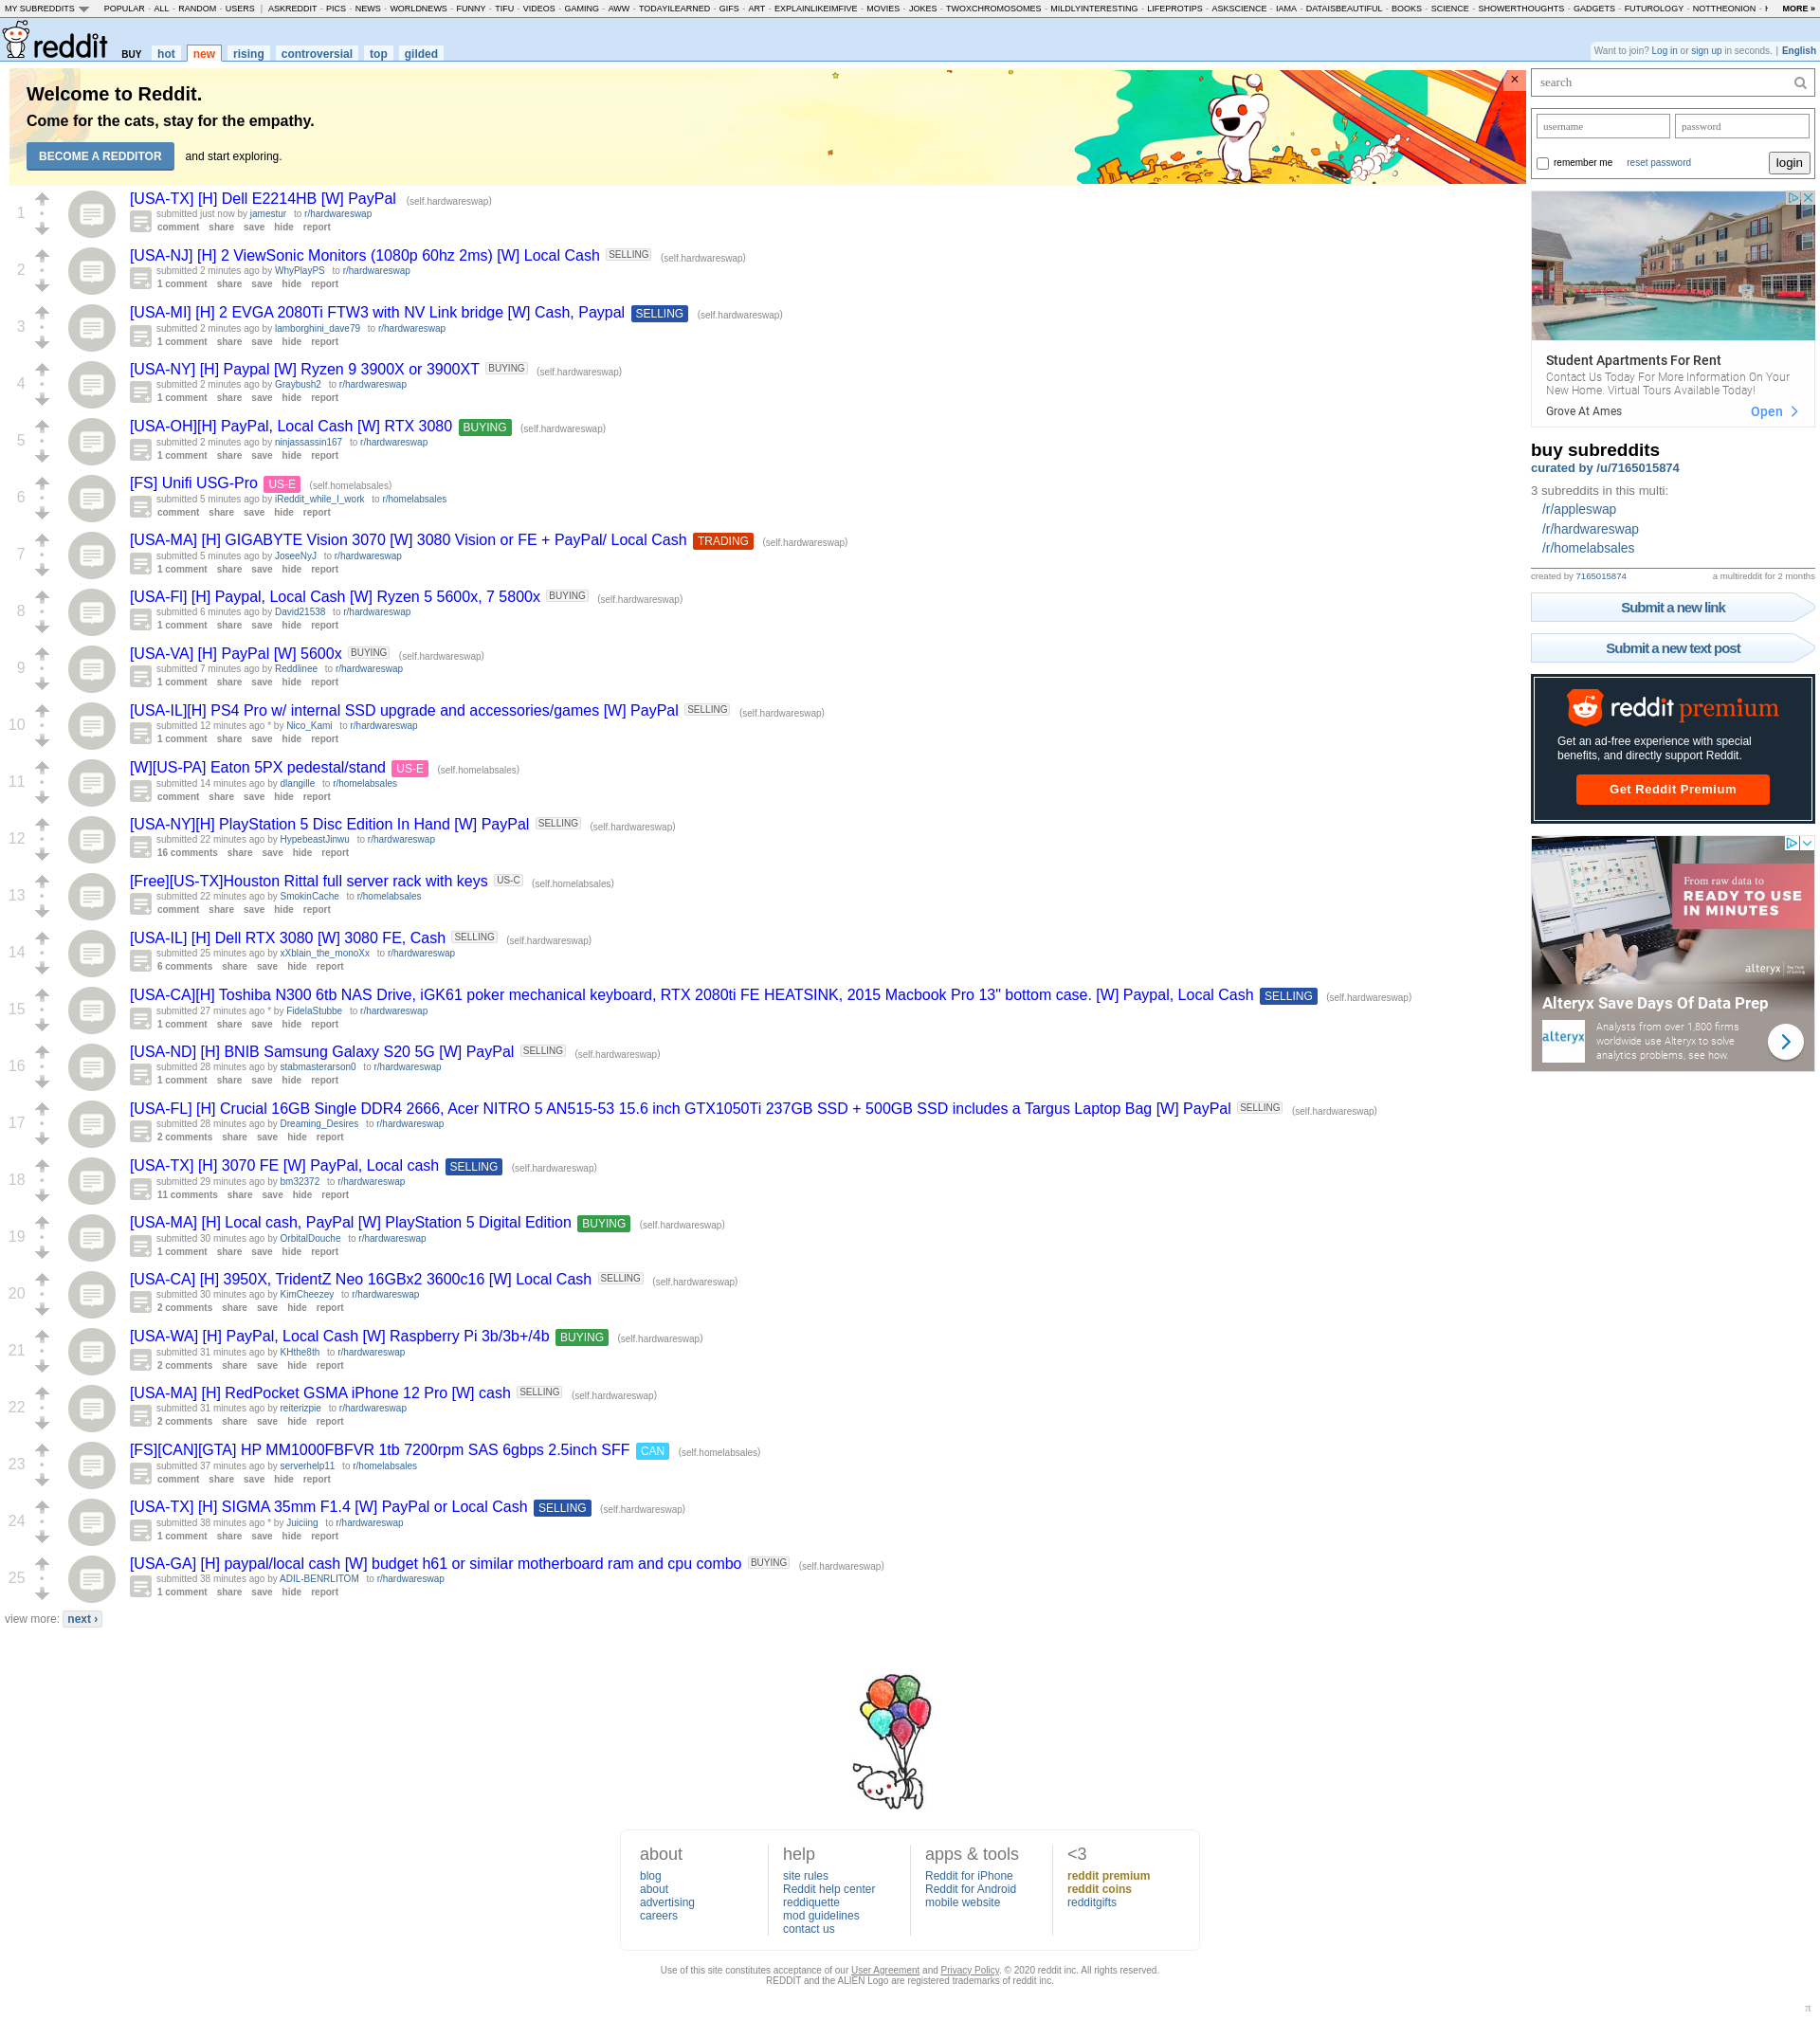 MY SUBREDDITS POPULAR - ALL - RANDOM - USERS | ASKREDDIT - PICS - NEWS - WORLDNEWS - FUNNY - TIFU - VIDEOS - GAMING - AWW - TODAYILEARNED - GIFS - ART - EXPLAINLIKEIMFIVE - MOVIES - JOKES - TWOXCHROMOSOMES - MILDLYINTERESTING - LIFEPROTIPS - ASKSCIENCE - IAMA - DATAISBEAUTIFUL - BOOKS - SCIENCE - SHOWERTHOUGHTS - GADGETS - FUTUROLOGY - NOTTHEONION - MORE »
reddit BUY hot new rising controversial top gilded
Want to join? Log in or sign up in seconds. | English
Welcome to Reddit.
Come for the cats, stay for the empathy.
BECOME A REDDITOR and start exploring.
1
[USA-TX] [H] Dell E2214HB [W] PayPal (self.hardwareswap)
submitted just now by jamestur to r/hardwareswap
comment share save hide report
2
[USA-NJ] [H] 2 ViewSonic Monitors (1080p 60hz 2ms) [W] Local Cash SELLING (self.hardwareswap)
submitted 2 minutes ago by WhyPlayPS to r/hardwareswap
1 comment share save hide report
3
[USA-MI] [H] 2 EVGA 2080Ti FTW3 with NV Link bridge [W] Cash, Paypal SELLING (self.hardwareswap)
submitted 2 minutes ago by lamborghini_dave79 to r/hardwareswap
1 comment share save hide report
4
[USA-NY] [H] Paypal [W] Ryzen 9 3900X or 3900XT BUYING (self.hardwareswap)
submitted 2 minutes ago by Graybush2 to r/hardwareswap
1 comment share save hide report
5
[USA-OH][H] PayPal, Local Cash [W] RTX 3080 BUYING (self.hardwareswap)
submitted 2 minutes ago by ninjassassin167 to r/hardwareswap
1 comment share save hide report
6
[FS] Unifi USG-Pro US-E (self.homelabsales)
submitted 5 minutes ago by iReddit_while_I_work to r/homelabsales
comment share save hide report
7
[USA-MA] [H] GIGABYTE Vision 3070 [W] 3080 Vision or FE + PayPal/ Local Cash TRADING (self.hardwareswap)
submitted 5 minutes ago by JoseeNyJ to r/hardwareswap
1 comment share save hide report
8
[USA-Fl] [H] Paypal, Local Cash [W] Ryzen 5 5600x, 7 5800x BUYING (self.hardwareswap)
submitted 6 minutes ago by David21538 to r/hardwareswap
1 comment share save hide report
9
[USA-VA] [H] PayPal [W] 5600x BUYING (self.hardwareswap)
submitted 7 minutes ago by Reddlinee to r/hardwareswap
1 comment share save hide report
10
[USA-IL][H] PS4 Pro w/ internal SSD upgrade and accessories/games [W] PayPal SELLING (self.hardwareswap)
submitted 12 minutes ago * by Nico_Kami to r/hardwareswap
1 comment share save hide report
11
[W][US-PA] Eaton 5PX pedestal/stand US-E (self.homelabsales)
submitted 14 minutes ago by dlangille to r/homelabsales
comment share save hide report
12
[USA-NY][H] PlayStation 5 Disc Edition In Hand [W] PayPal SELLING (self.hardwareswap)
submitted 22 minutes ago by HypebeastJinwu to r/hardwareswap
16 comments share save hide report
13
[Free][US-TX]Houston Rittal full server rack with keys US-C (self.homelabsales)
submitted 22 minutes ago by SmokinCache to r/homelabsales
comment share save hide report
14
[USA-IL] [H] Dell RTX 3080 [W] 3080 FE, Cash SELLING (self.hardwareswap)
submitted 25 minutes ago by xXblain_the_monoXx to r/hardwareswap
6 comments share save hide report
15
[USA-CA][H] Toshiba N300 6tb NAS Drive, iGK61 poker mechanical keyboard, RTX 2080ti FE HEATSINK, 2015 Macbook Pro 13" bottom case. [W] Paypal, Local Cash SELLING (self.hardwareswap)
submitted 27 minutes ago * by FidelaStubbe to r/hardwareswap
1 comment share save hide report
16
[USA-ND] [H] BNIB Samsung Galaxy S20 5G [W] PayPal SELLING (self.hardwareswap)
submitted 28 minutes ago by stabmasterarson0 to r/hardwareswap
1 comment share save hide report
17
[USA-FL] [H] Crucial 16GB Single DDR4 2666, Acer NITRO 5 AN515-53 15.6 inch GTX1050Ti 237GB SSD + 500GB SSD includes a Targus Laptop Bag [W] PayPal SELLING (self.hardwareswap)
submitted 28 minutes ago by Dreaming_Desires to r/hardwareswap
2 comments share save hide report
18
[USA-TX] [H] 3070 FE [W] PayPal, Local cash SELLING (self.hardwareswap)
submitted 29 minutes ago by bm32372 to r/hardwareswap
11 comments share save hide report
19
[USA-MA] [H] Local cash, PayPal [W] PlayStation 5 Digital Edition BUYING (self.hardwareswap)
submitted 30 minutes ago by OrbitalDouche to r/hardwareswap
1 comment share save hide report
20
[USA-CA] [H] 3950X, TridentZ Neo 16GBx2 3600c16 [W] Local Cash SELLING (self.hardwareswap)
submitted 30 minutes ago by KimCheezey to r/hardwareswap
2 comments share save hide report
21
[USA-WA] [H] PayPal, Local Cash [W] Raspberry Pi 3b/3b+/4b BUYING (self.hardwareswap)
submitted 31 minutes ago by KHthe8th to r/hardwareswap
2 comments share save hide report
22
[USA-MA] [H] RedPocket GSMA iPhone 12 Pro [W] cash SELLING (self.hardwareswap)
submitted 31 minutes ago by reiterizpie to r/hardwareswap
2 comments share save hide report
23
[FS][CAN][GTA] HP MM1000FBFVR 1tb 7200rpm SAS 6gbps 2.5inch SFF CAN (self.homelabsales)
submitted 37 minutes ago by serverhelp11 to r/homelabsales
comment share save hide report
24
[USA-TX] [H] SIGMA 35mm F1.4 [W] PayPal or Local Cash SELLING (self.hardwareswap)
submitted 38 minutes ago * by Juiciing to r/hardwareswap
1 comment share save hide report
25
[USA-GA] [H] paypal/local cash [W] budget h61 or similar motherboard ram and cpu combo BUYING (self.hardwareswap)
submitted 38 minutes ago by ADIL-BENRLITOM to r/hardwareswap
1 comment share save hide report
view more: next ›
search
username password
remember me reset password login
Student Apartments For Rent
Contact Us Today For More Information On Your
New Home. Virtual Tours Available Today!
Grove At Ames Open
buy subreddits
curated by /u/7165015874
3 subreddits in this multi:
/r/appleswap
/r/hardwareswap
/r/homelabsales
created by 7165015874 a multireddit for 2 months
Submit a new link
Submit a new text post
reddit premium
Get an ad-free experience with special
benefits, and directly support Reddit.
Get Reddit Premium
From raw data to
READY TO USE
IN MINUTES
alteryx
Alteryx Save Days Of Data Prep
alteryx
Analysts from over 1,800 firms
worldwide use Alteryx to solve
analytics problems, see how.
about
blog
about
advertising
careers
help
site rules
Reddit help center
reddiquette
mod guidelines
contact us
apps & tools
Reddit for iPhone
Reddit for Android
mobile website
<3
reddit premium
reddit coins
redditgifts
Use of this site constitutes acceptance of our User Agreement and Privacy Policy. © 2020 reddit inc. All rights reserved.
REDDIT and the ALIEN Logo are registered trademarks of reddit inc.
π